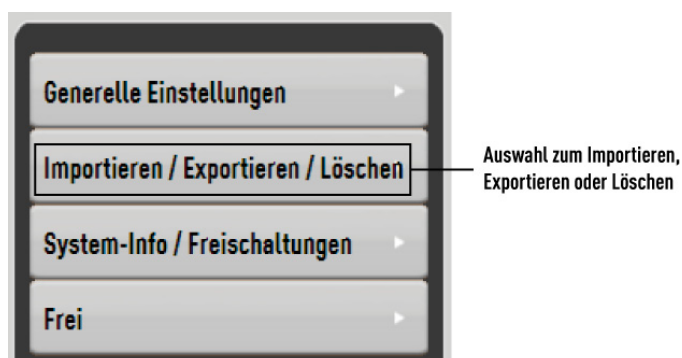 Generelle Einstellungen
Importieren / Exportieren / Löschen
Auswahl zum Importieren,
Exportieren oder Löschen
System-Info / Freischaltungen
Frei